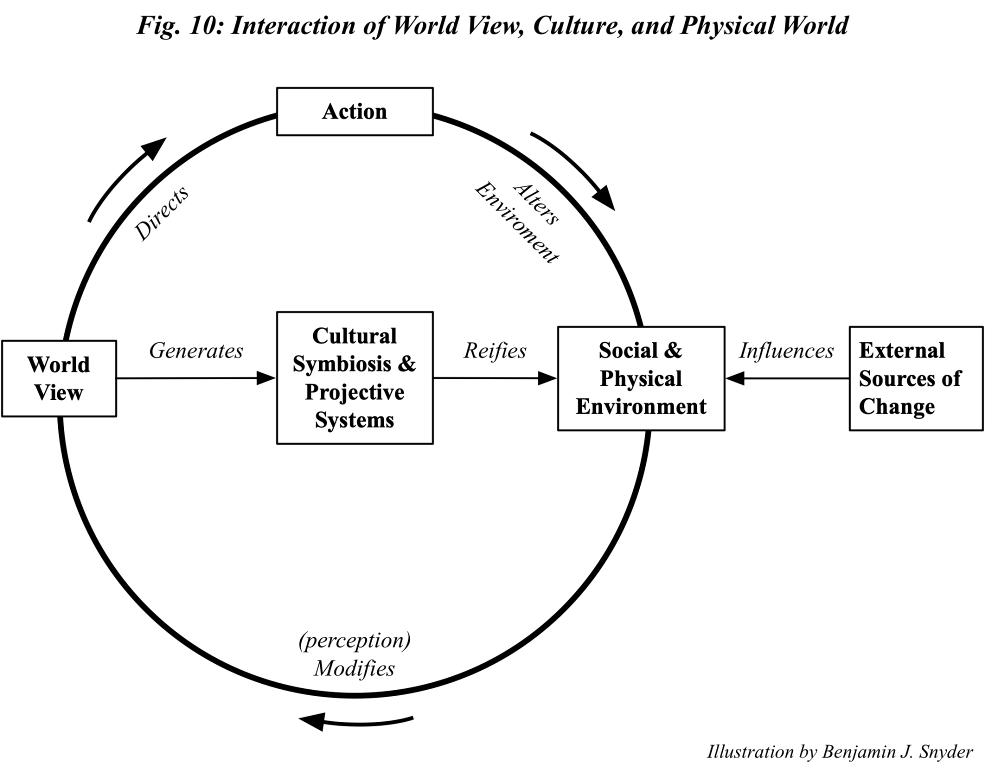 Fig. 10: Interaction of World View, Culture, and Physical World
Action
Directs
Alters
Enviroment
World
View
Generates
Cultural
Symbiosis &
Projective
Systems
Reifies
Social &
Physical
Environment
Influences
External
Sources of
Change
(perception)
Modifies
Illustration by Benjamin J. Snyder